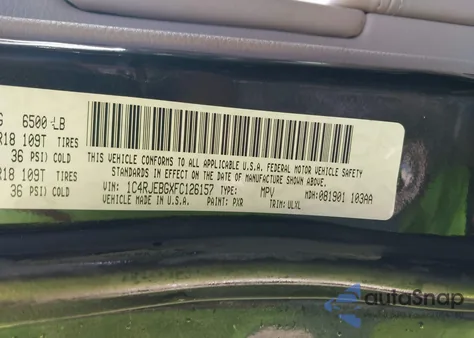 G 6500 LB
R18 109T TIRES
36 PSI) COLD
R18 109T TIRES
36 PSI) COLD
THIS VEHICLE CONFORMS TO ALL APPLICABLE U.S.A. FEDERAL MOTOR VEHICLE SAFETY
STANDARDS IN EFFECT ON THE DATE OF MANUFACTURE SHOWN ABOVE.
VIN: 1C4RJEBGXFC126157 TYPE: MPV MDH: 081901 103AA
VEHICLE MADE IN U.S.A. PAINT: PXR TRIM: ULXL
autoSnap